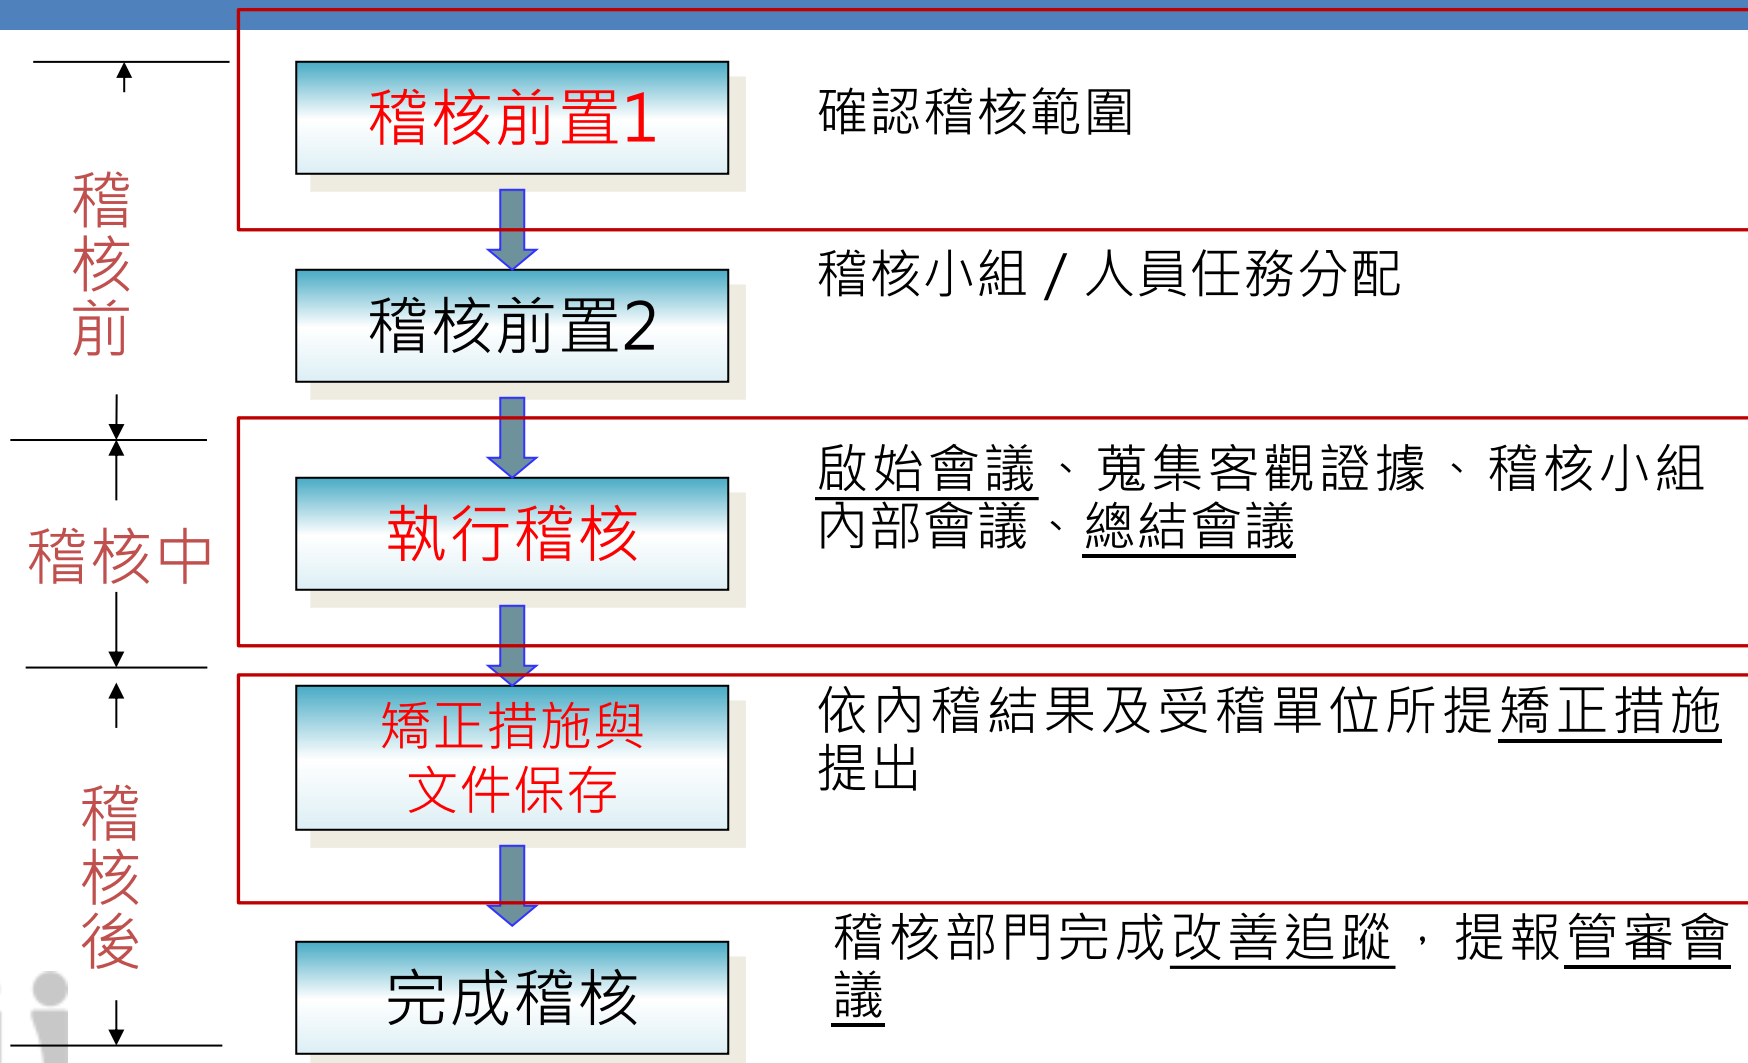 稽核前
稽核前置1
確認稽核範圍
稽核前置2
稽核小組 / 人員任務分配
稽核中
執行稽核
啟始會議、蒐集客觀證據、稽核小組
內部會議、總結會議
稽核後
矯正措施與
文件保存
依內稽結果及受稽單位所提矯正措施
提出
完成稽核
稽核部門完成改善追蹤，提報管審會
議